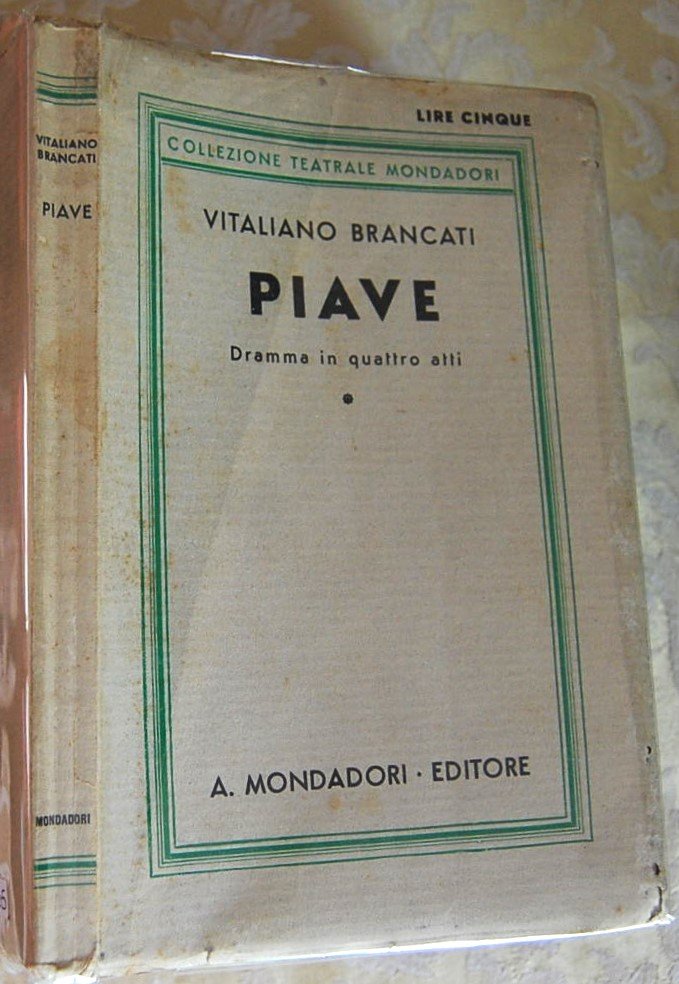 VITALIANO
BRANCATI
PIAVE
MONDADORI
LIRE CINQUE
COLLEZIONE TEATRALE MONDADORI
VITALIANO BRANCATI
PIAVE
Dramma in quattro atti
A. MONDADORI · EDITORE